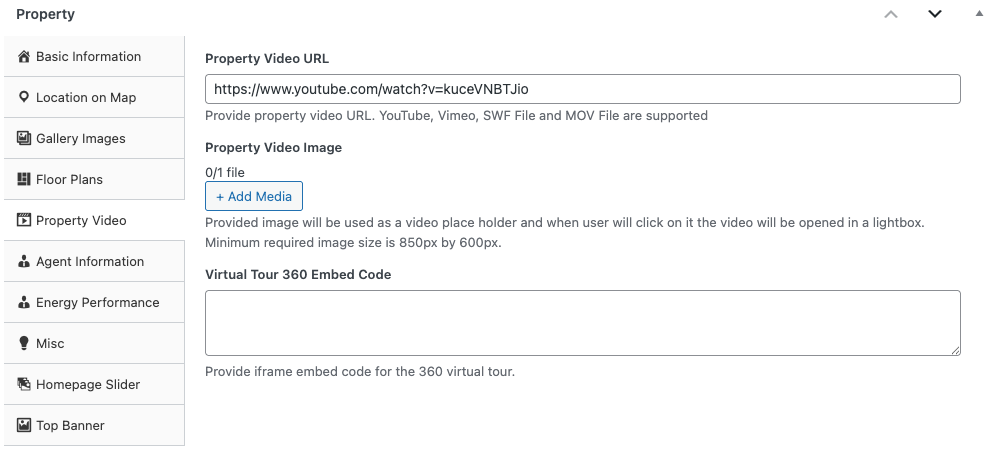 Property
Basic Information
Location on Map
Gallery Images
Floor Plans
Property Video
Agent Information
Energy Performance
Misc
Homepage Slider
Top Banner
Property Video URL
https://www.youtube.com/watch?v=kuceVNBTJio
Provide property video URL. YouTube, Vimeo, SWF File and MOV File are supported
Property Video Image
0/1 file
+ Add Media
Provided image will be used as a video place holder and when user will click on it the video will be opened in a lightbox.
Minimum required image size is 850px by 600px.
Virtual Tour 360 Embed Code
Provide iframe embed code for the 360 virtual tour.